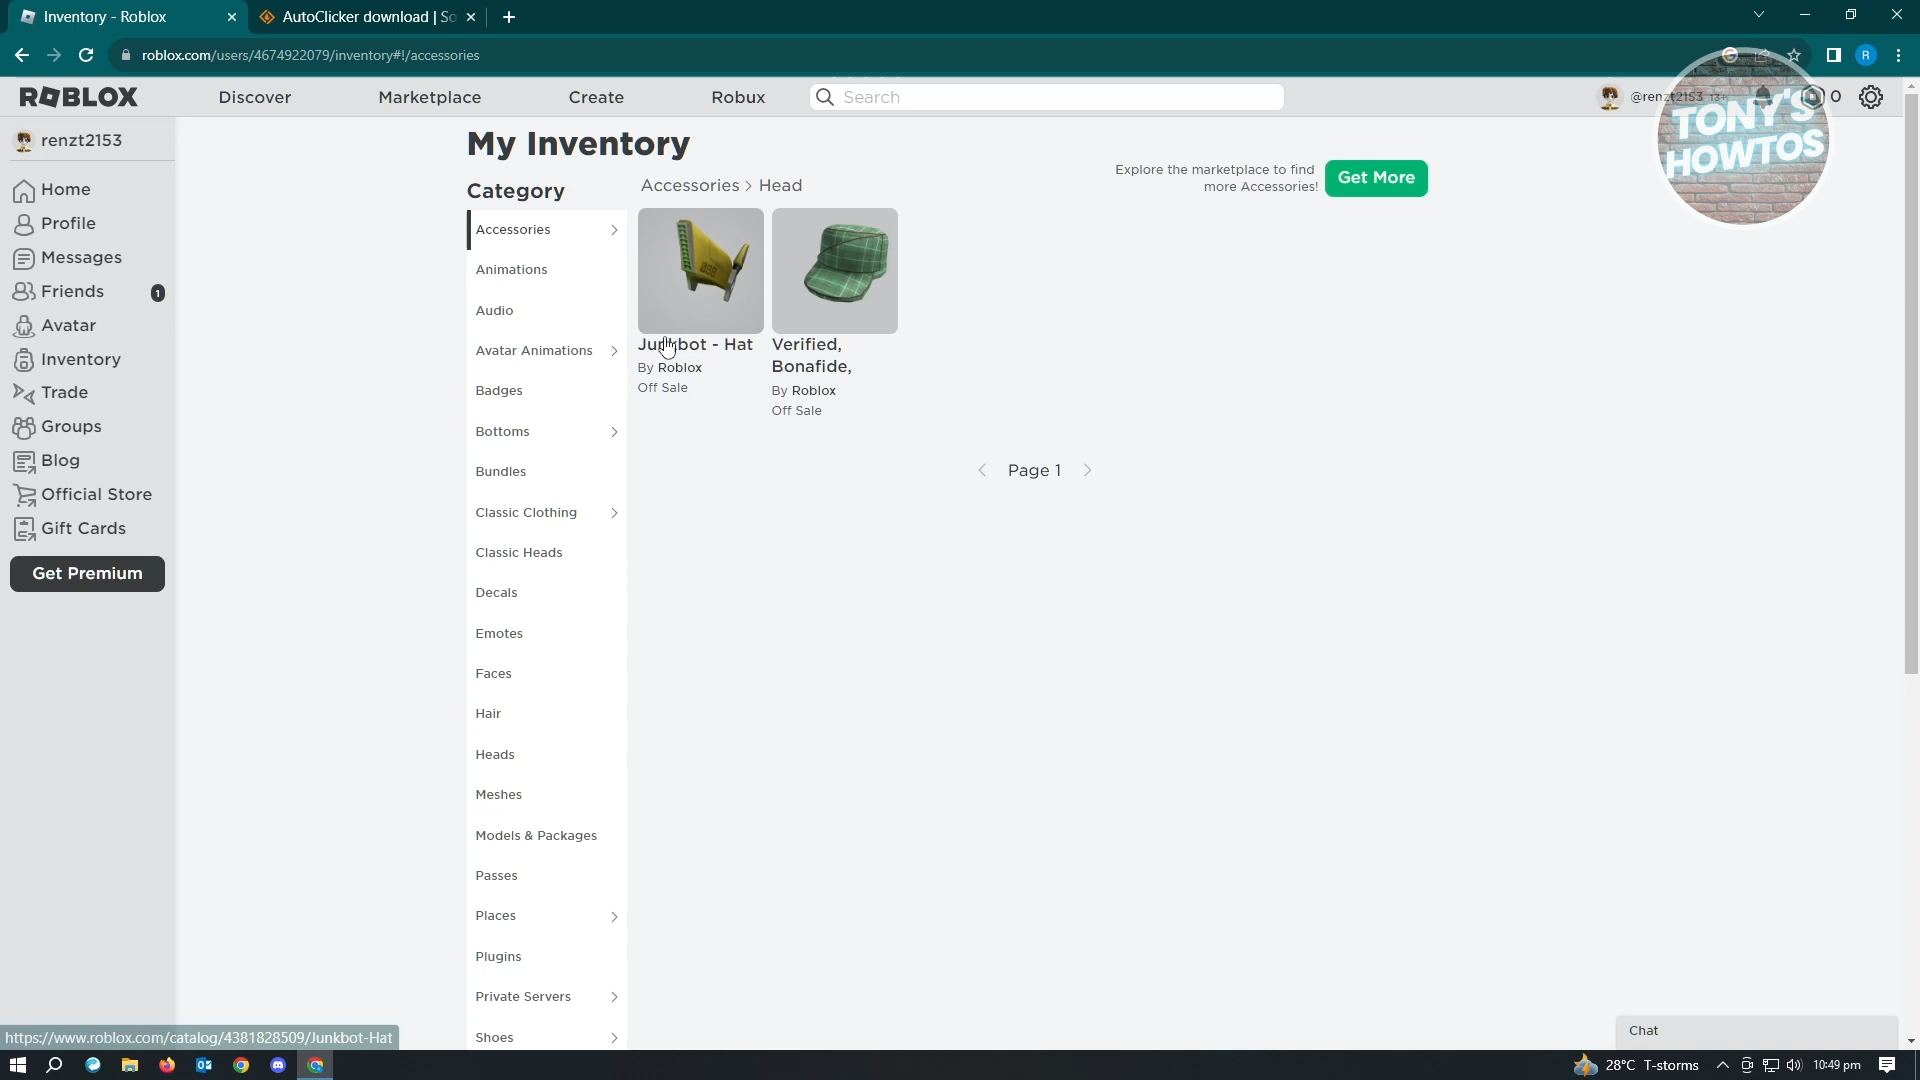 Inventory - Roblox
AutoClicker download | So
roblox.com/users/4674922079/inventory#!/accessories
ROBLOX
Discover
Marketplace
Create
Robux
Search
@renzt2153 13+
0
TONY'S
HOWTOS
renzt2153
Home
Profile
Messages
Friends 1
Avatar
Inventory
Trade
Groups
Blog
Official Store
Gift Cards
Get Premium
My Inventory
Category
Accessories
Animations
Audio
Avatar Animations
Badges
Bottoms
Bundles
Classic Clothing
Classic Heads
Decals
Emotes
Faces
Hair
Heads
Meshes
Models & Packages
Passes
Places
Plugins
Private Servers
Shoes
Accessories > Head
Explore the marketplace to find
more Accessories!
Get More
Junkbot - Hat
By Roblox
Off Sale
Verified,
Bonafide,
By Roblox
Off Sale
Page 1
Chat
https://www.roblox.com/catalog/4381828509/Junkbot-Hat
28°C T-storms
10:49 pm